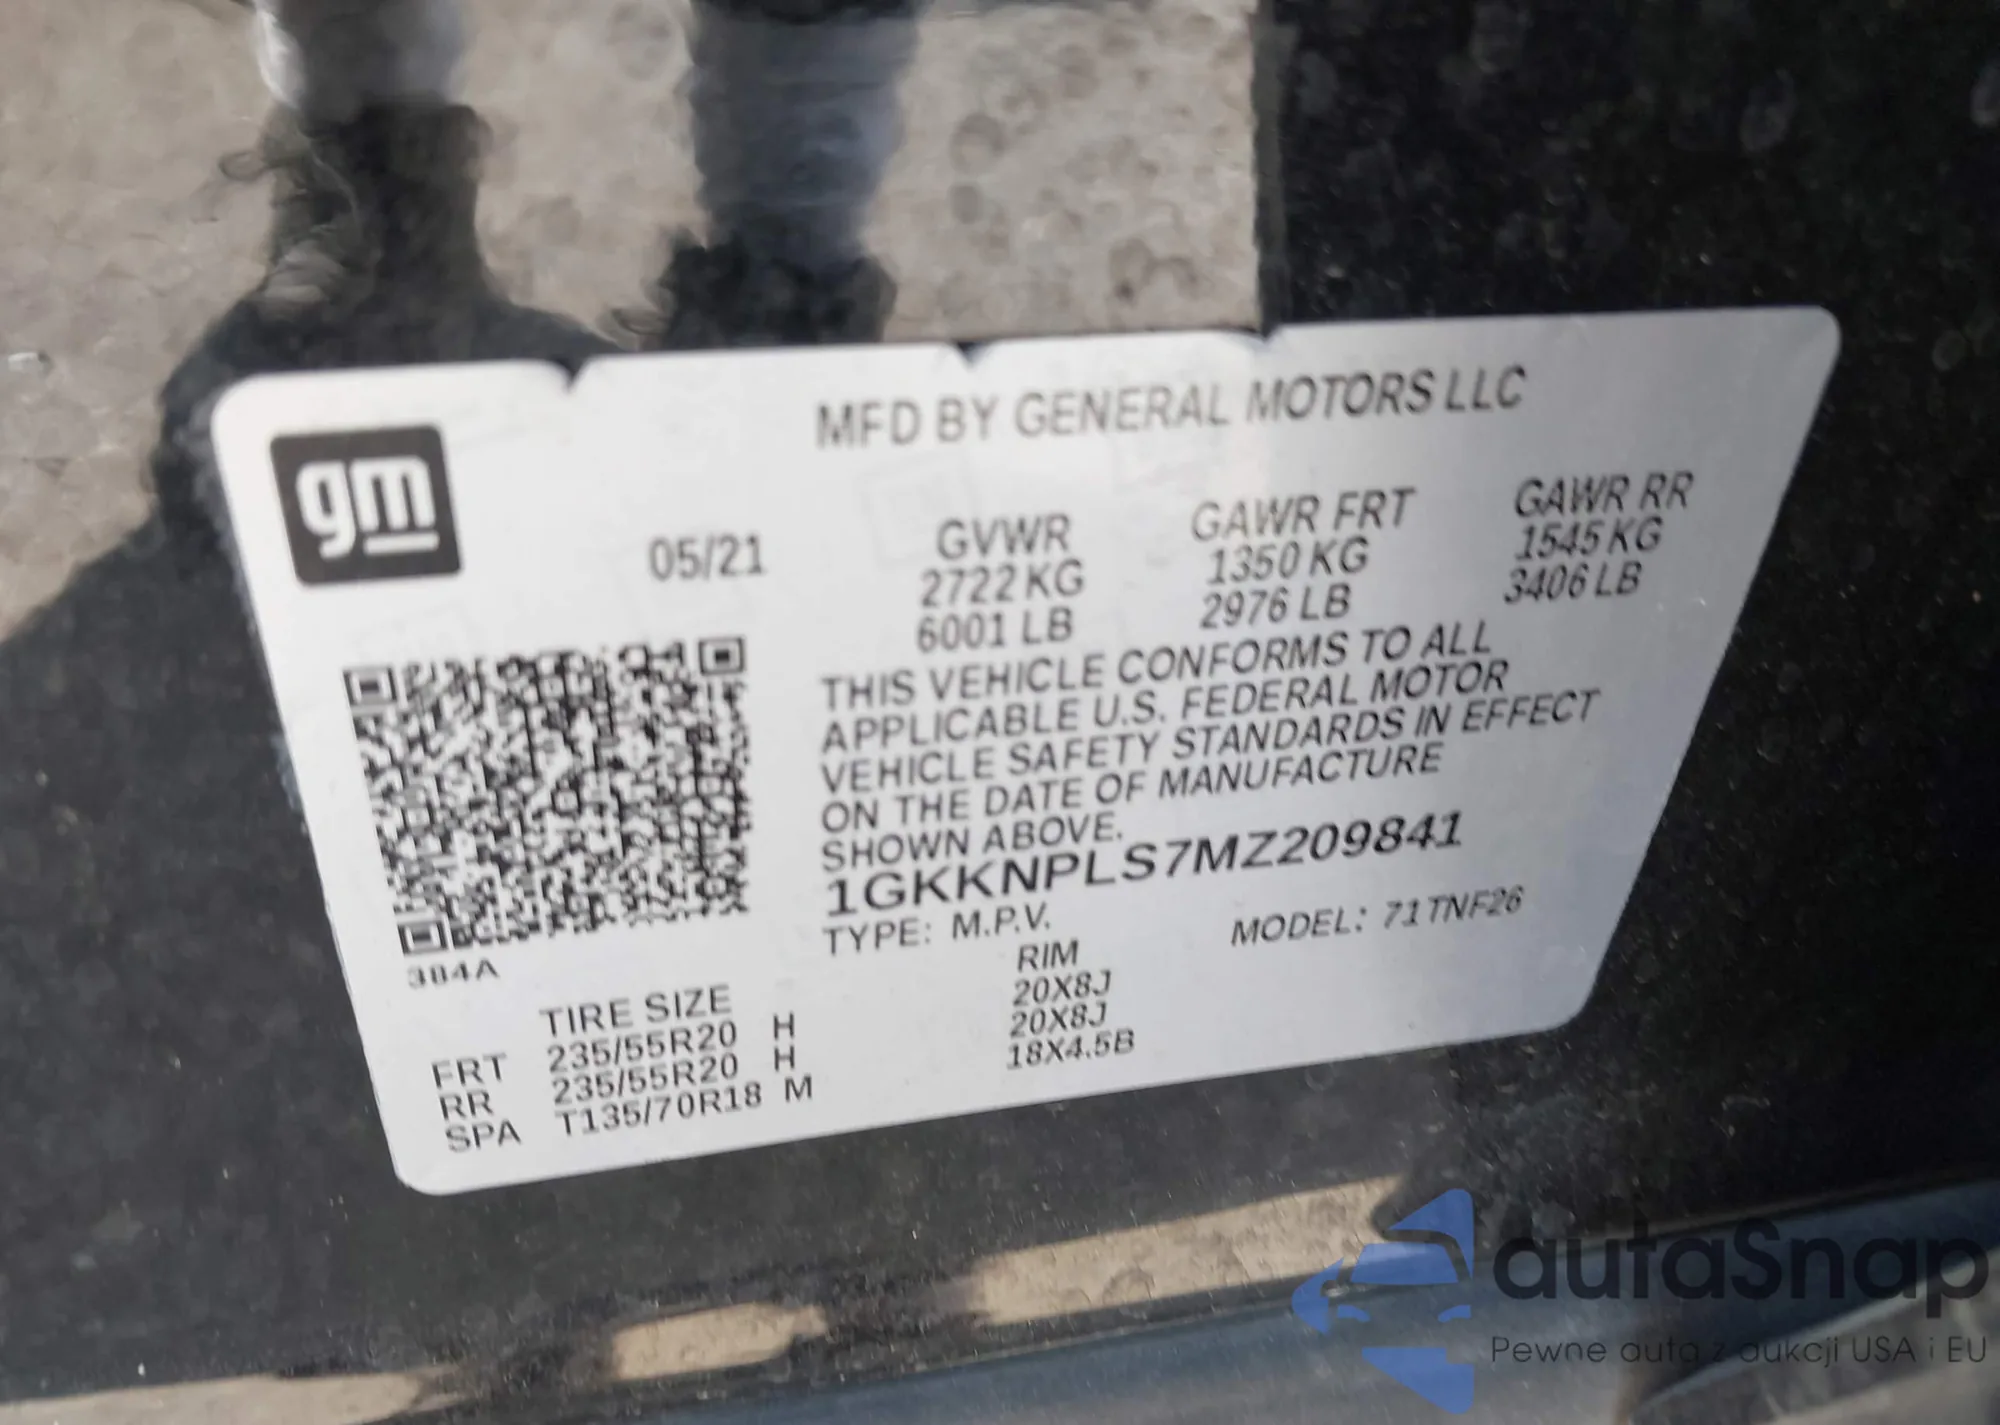 gm
MFD BY GENERAL MOTORS LLC
05/21
GVWR
2722 KG
6001 LB
GAWR FRT
1350 KG
2976 LB
GAWR RR
1545 KG
3406 LB
THIS VEHICLE CONFORMS TO ALL
APPLICABLE U.S. FEDERAL MOTOR
VEHICLE SAFETY STANDARDS IN EFFECT
ON THE DATE OF MANUFACTURE
SHOWN ABOVE.
1GKKNPLS7MZ209841
TYPE: M.P.V. MODEL: 71TNF26
384A
TIRE SIZE RIM
FRT 235/55R20 H 20X8J
RR 235/55R20 H 20X8J
SPA T135/70R18 M 18X4.5B
autaSnap
Pewne auta z aukcji USA i EU